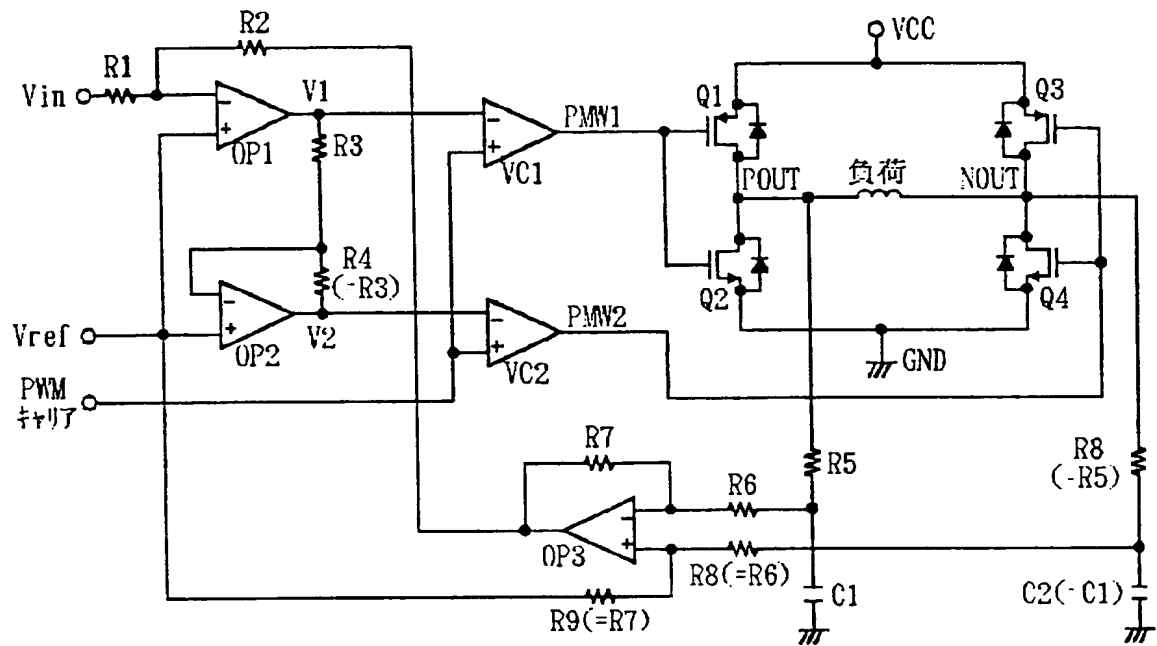 R2
VCC
R1
Vin
V1
PMW1
Q1
Q3
OP1
R3
VC1
POUT
負荷
NOUT
R4
(-R3)
Q2
Q4
Vref
OP2
V2
PMW2
VC2
GND
PWM
キャリア
R7
R5
R8
(-R5)
R6
OP3
R8(=R6)
C1
C2(-C1)
R9(=R7)
-
+
-
+
-
+
-
+
-
+